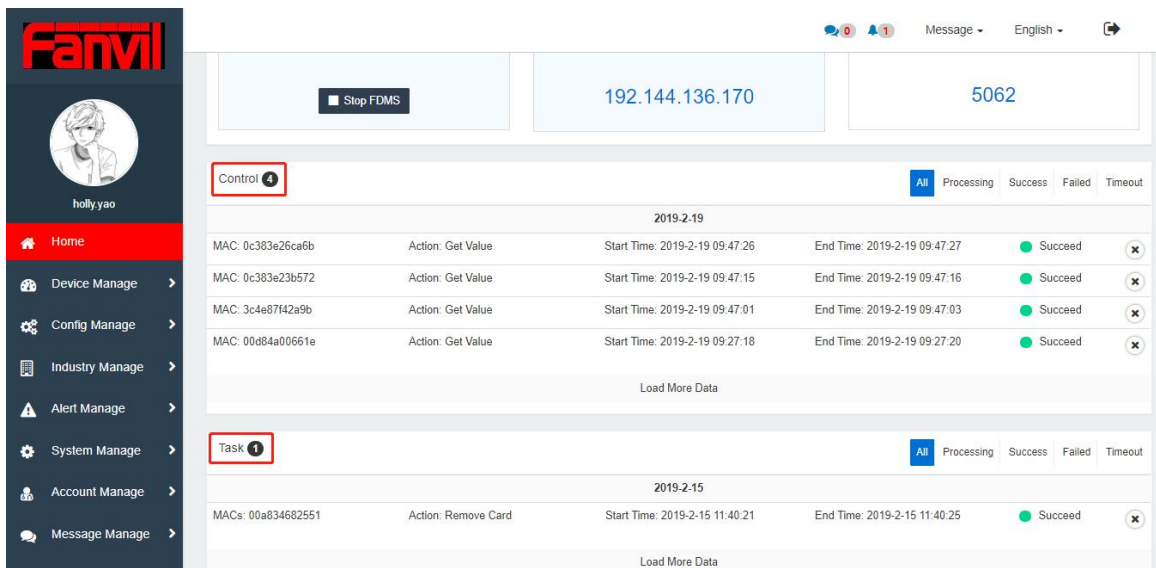 Fanvil
0 1 Message English
Stop FDMS
192.144.136.170
5062
holly.yao
Home
Device Manage
Config Manage
Industry Manage
Alert Manage
System Manage
Account Manage
Message Manage
Control 4
All Processing Success Failed Timeout
2019-2-19
MAC: 0c383e26ca6b Action: Get Value Start Time: 2019-2-19 09:47:26 End Time: 2019-2-19 09:47:27 Succeed
MAC: 0c383e23b572 Action: Get Value Start Time: 2019-2-19 09:47:15 End Time: 2019-2-19 09:47:16 Succeed
MAC: 3c4e87f42a9b Action: Get Value Start Time: 2019-2-19 09:47:01 End Time: 2019-2-19 09:47:03 Succeed
MAC: 00d84a00661e Action: Get Value Start Time: 2019-2-19 09:27:18 End Time: 2019-2-19 09:27:20 Succeed
Load More Data
Task 1
All Processing Success Failed Timeout
2019-2-15
MACs: 00a834682551 Action: Remove Card Start Time: 2019-2-15 11:40:21 End Time: 2019-2-15 11:40:25 Succeed
Load More Data